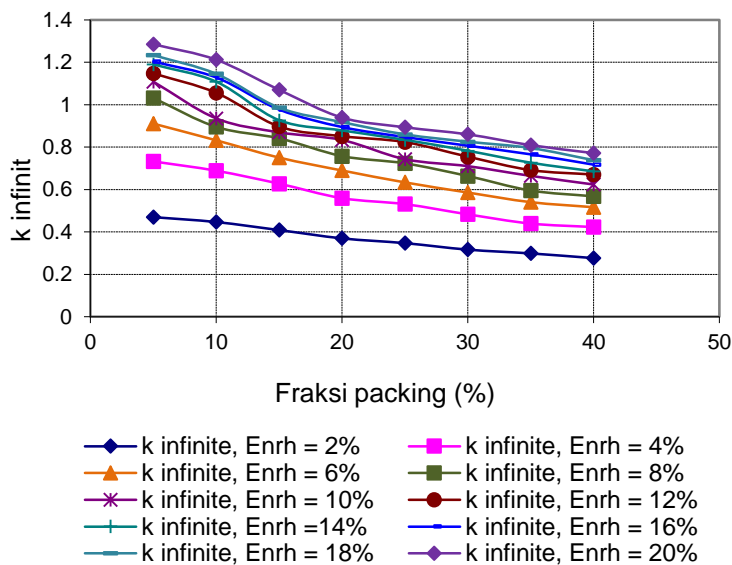 1.4
1.2
1
0.8
0.6
0.4
0.2
0
k infinit
0 10 20 30 40 50
Fraksi packing (%)
k infinite, Enrh = 2% k infinite, Enrh = 4%
k infinite, Enrh = 6% k infinite, Enrh = 8%
k infinite, Enrh = 10% k infinite, Enrh = 12%
k infinite, Enrh =14% k infinite, Enrh = 16%
k infinite, Enrh = 18% k infinite, Enrh = 20%